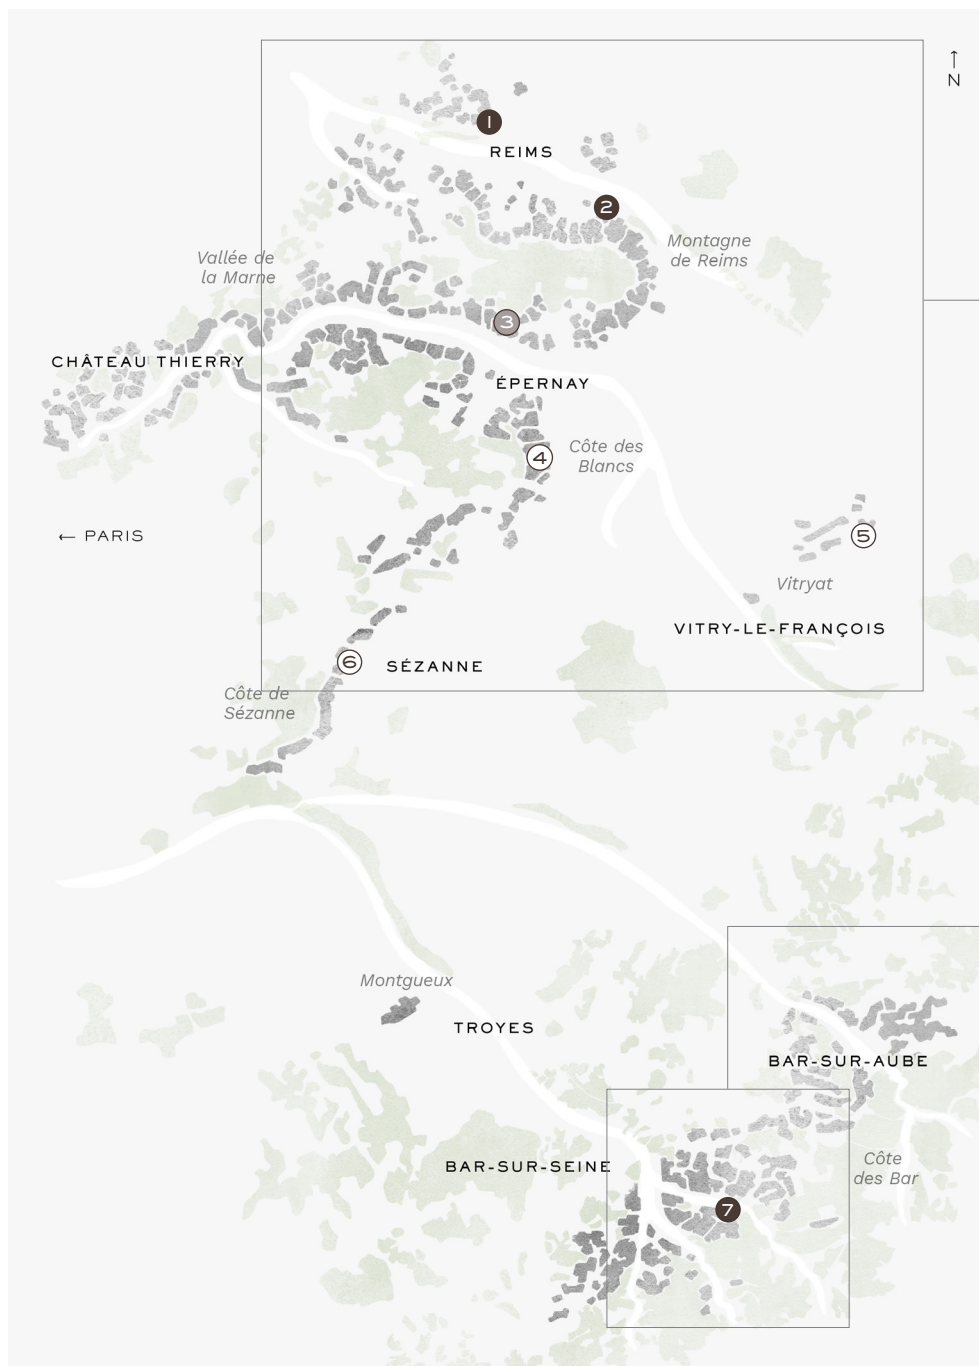 N
1
REIMS
2
Montagne
de Reims
Vallée de
la Marne
3
CHÂTEAU THIERRY
ÉPERNAY
4
Côte des
Blancs
← PARIS
5
Vitryat
VITRY-LE-FRANÇOIS
6
SÉZANNE
Côte de
Sézanne
Montgueux
TROYES
BAR-SUR-AUBE
BAR-SUR-SEINE
Côte
des Bar
7